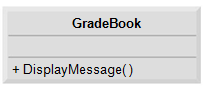 GradeBook
+ DisplayMessage( )